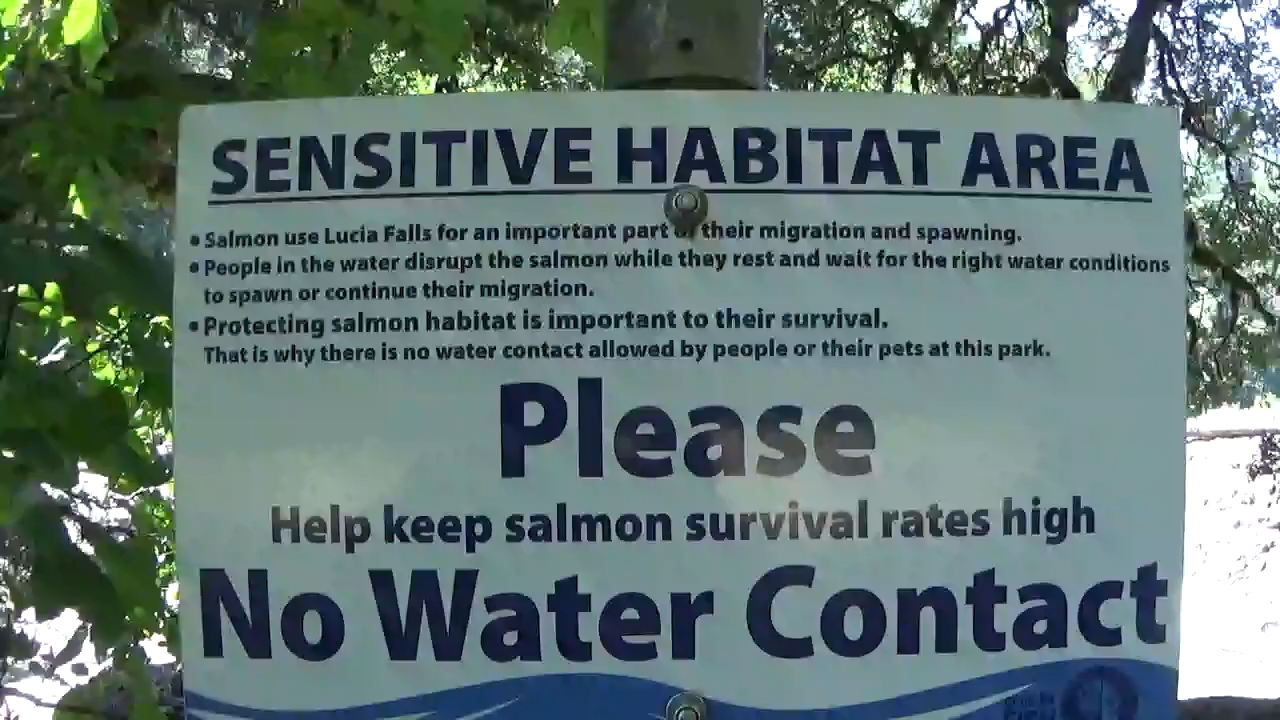 SENSITIVE HABITAT AREA
• Salmon use Lucia Falls for an important part of their migration and spawning.
• People in the water disrupt the salmon while they rest and wait for the right water conditions
to spawn or continue their migration.
• Protecting salmon habitat is important to their survival.
That is why there is no water contact allowed by people or their pets at this park.
Please
Help keep salmon survival rates high
No Water Contact